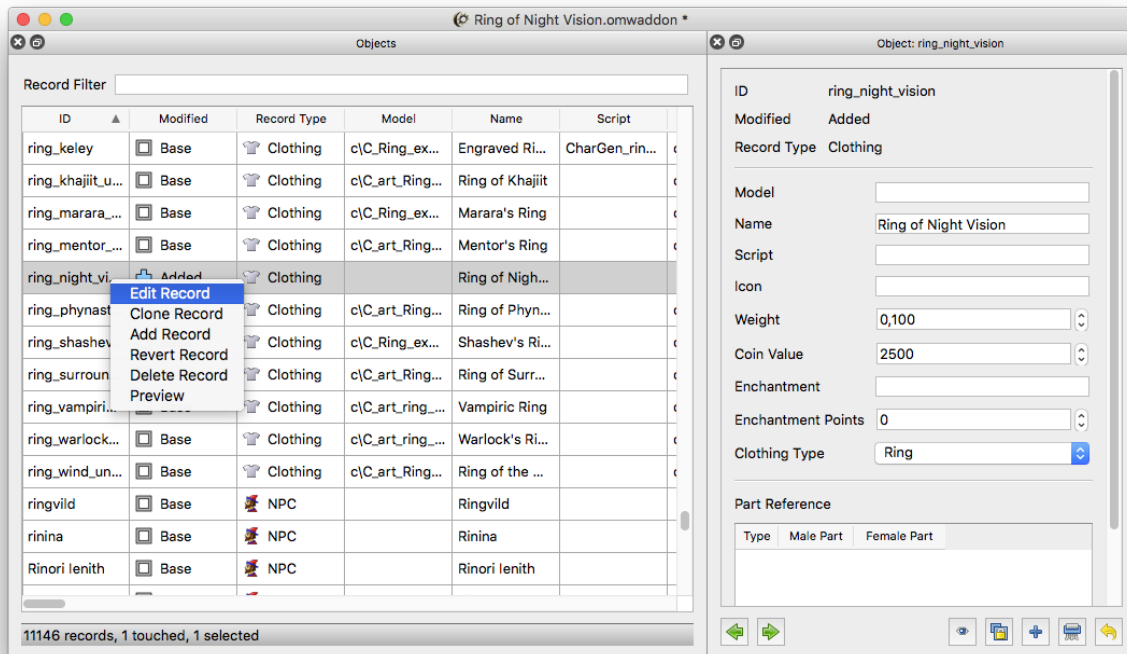 Ring of Night Vision.omwaddon *
Objects
Record Filter
ID Modified Record Type Model Name Script
ring_keley Base Clothing c\C_Ring_ex... Engraved Ri... CharGen_rin...
ring_khajiit_u... Base Clothing c\C_art_Ring... Ring of Khajiit
ring_marara_... Base Clothing c\C_Ring_ex... Marara's Ring
ring_mentor_... Base Clothing c\C_art_Ring... Mentor's Ring
ring_night_vi... Added Clothing Ring of Nigh...
ring_phynast Clothing c\C_art_Ring... Ring of Phyn...
ring_shashev Clothing c\C_Ring_ex... Shashev's Ri...
ring_surroun Clothing c\C_art_Ring... Ring of Surr...
ring_vampiri... Base Clothing c\C_art_ring_... Vampiric Ring
ring_warlock... Base Clothing c\C_art_ring_... Warlock's Ri...
ring_wind_un... Base Clothing c\C_art_Ring... Ring of the ...
ringvild Base NPC Ringvild
rinina Base NPC Rinina
Rinori Ienith Base NPC Rinori Ienith
Edit Record
Clone Record
Add Record
Revert Record
Delete Record
Preview
11146 records, 1 touched, 1 selected
Object: ring_night_vision
ID ring_night_vision
Modified Added
Record Type Clothing
Model
Name Ring of Night Vision
Script
Icon
Weight 0,100
Coin Value 2500
Enchantment
Enchantment Points 0
Clothing Type Ring
Part Reference
Type Male Part Female Part